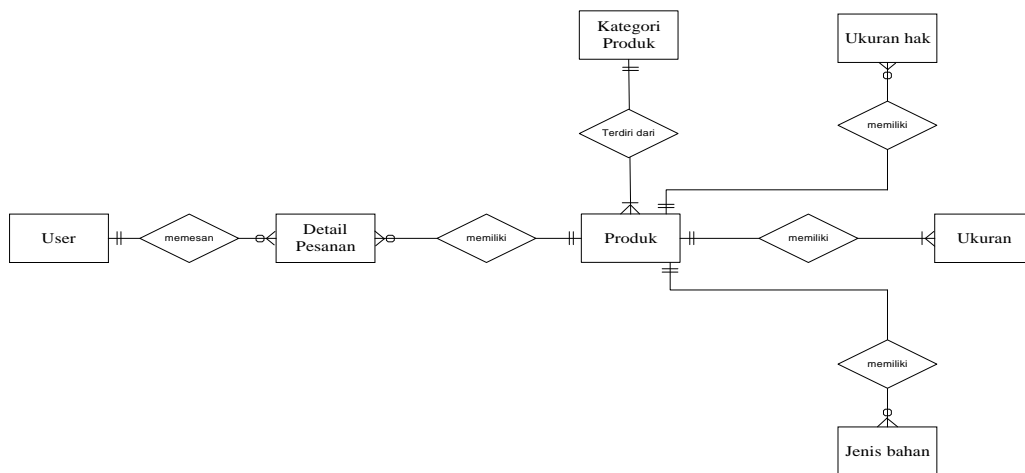 Kategori
Produk
Ukuran hak
Terdiri dari
memiliki
User
memesan
Detail
Pesanan
memiliki
Produk
memiliki
Ukuran
memiliki
Jenis bahan